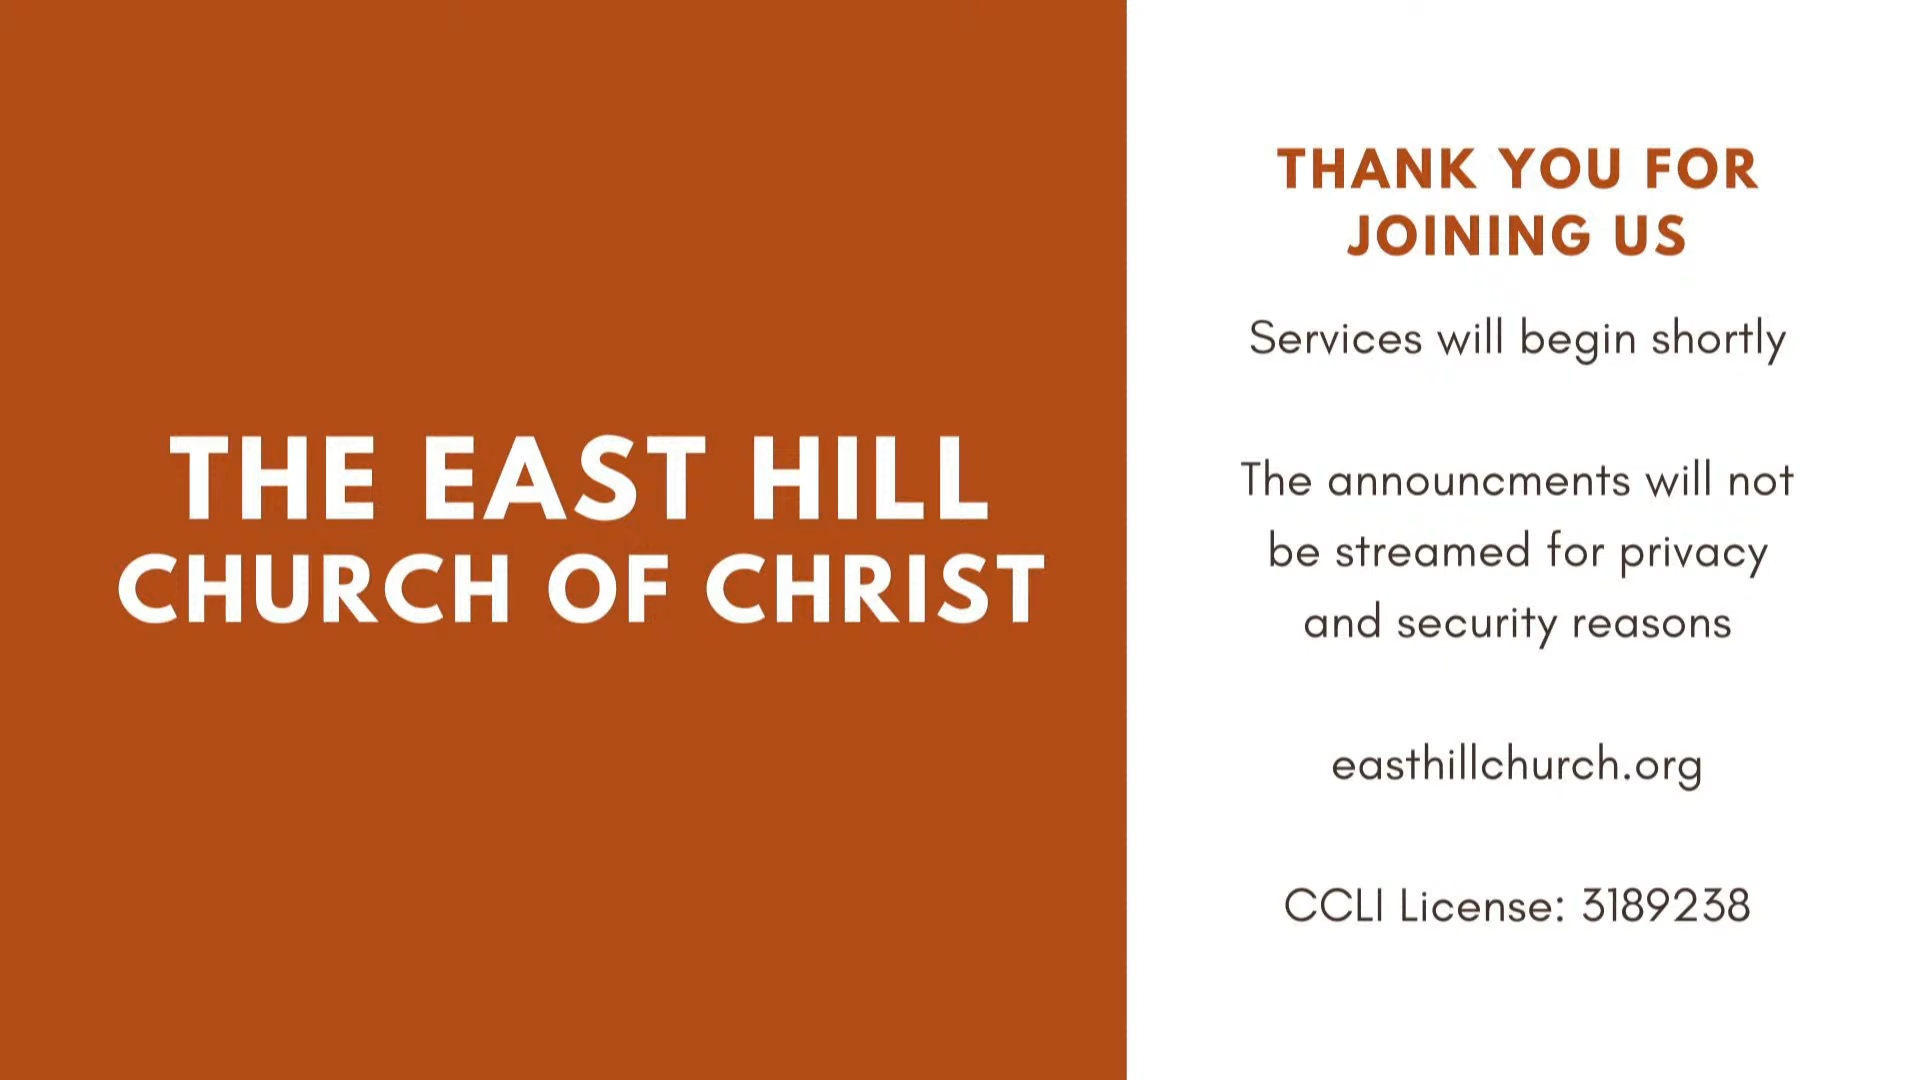 THE EAST HILL
CHURCH OF CHRIST
THANK YOU FOR
JOINING US
Services will begin shortly
The announcments will not
be streamed for privacy
and security reasons
easthillchurch.org
CCLI License: 3189238